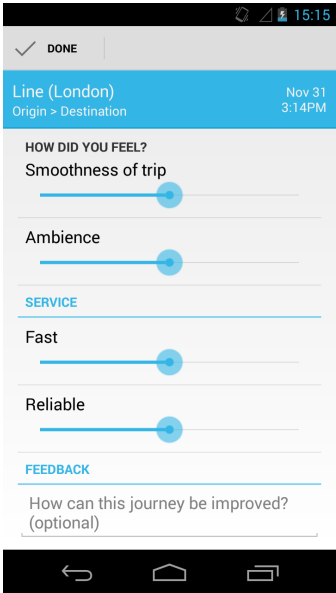 15:15
DONE
Line (London)
Nov 31
Origin > Destination
3:14PM
HOW DID YOU FEEL?
Smoothness of trip
Ambience
SERVICE
Fast
Reliable
FEEDBACK
How can this journey be improved?
(optional)